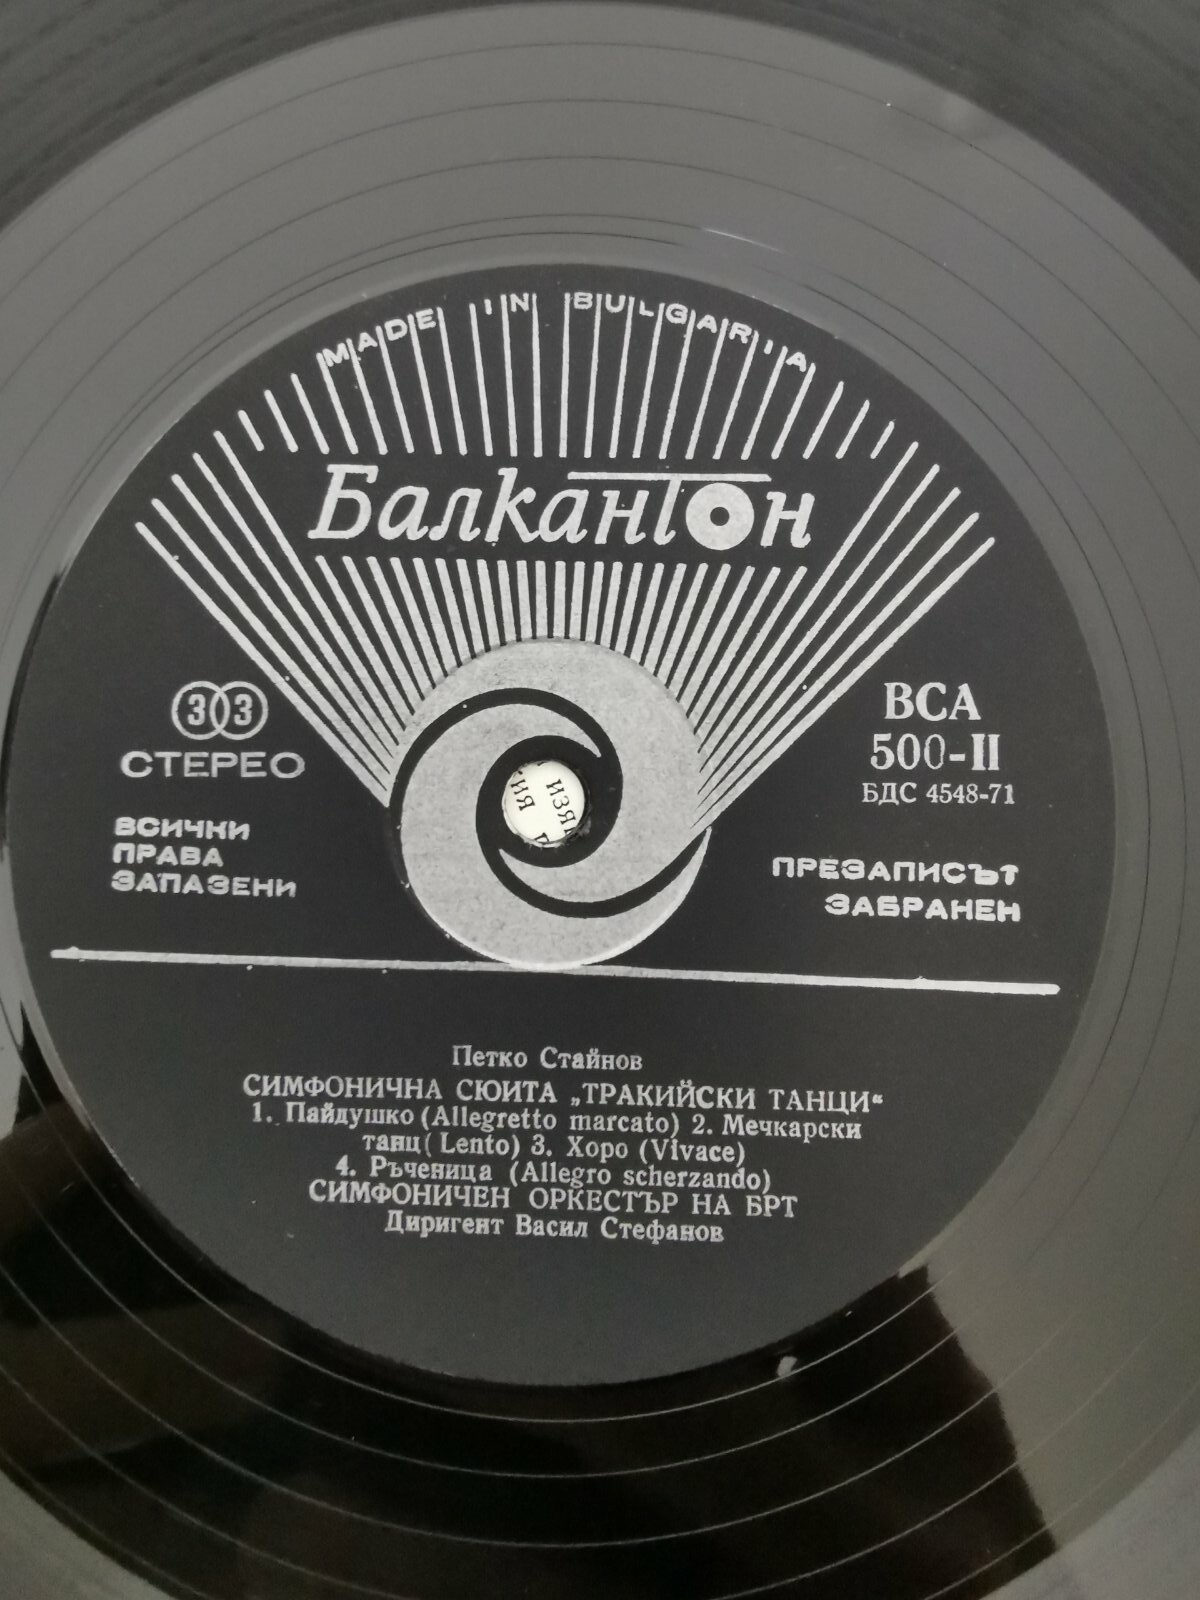 MADE IN BULGARIA
Балкантон
33
СТЕРЕО
ВСИЧКИ
ПРАВА
ЗАПАЗЕНИ
ВСА
500-II
БДС 4548-71
ПРЕЗАПИСЪТ
ЗАБРАНЕН
Петко Стайнов
СИМФОНИЧНА СЮИТА „ТРАКИЙСКИ ТАНЦИ“
1. Пайдушко (Allegretto marcato) 2. Мечкарски
танц( Lento) 3. Хоро (Vivace)
4. Ръченица (Allegro scherzando)
СИМФОНИЧЕН ОРКЕСТЪР НА БРТ
Диригент Васил Стефанов